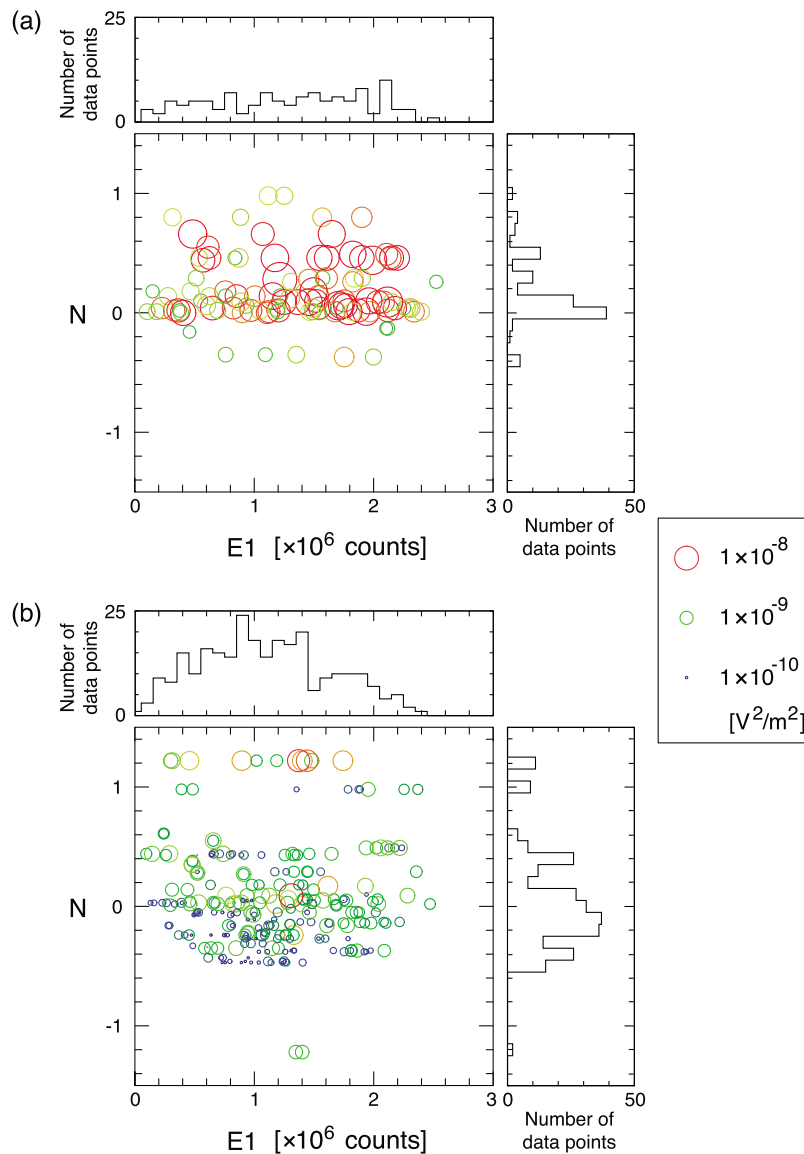 (a)
Number of
data points
25
0
1
N
0
-1
0 1 2 3
0 50
E1 [×10⁶ counts]
Number of
data points
1×10⁻⁸
1×10⁻⁹
1×10⁻¹⁰
[V²/m²]
(b)
Number of
data points
25
0
1
N
0
-1
0 1 2 3
0 50
E1 [×10⁶ counts]
Number of
data points